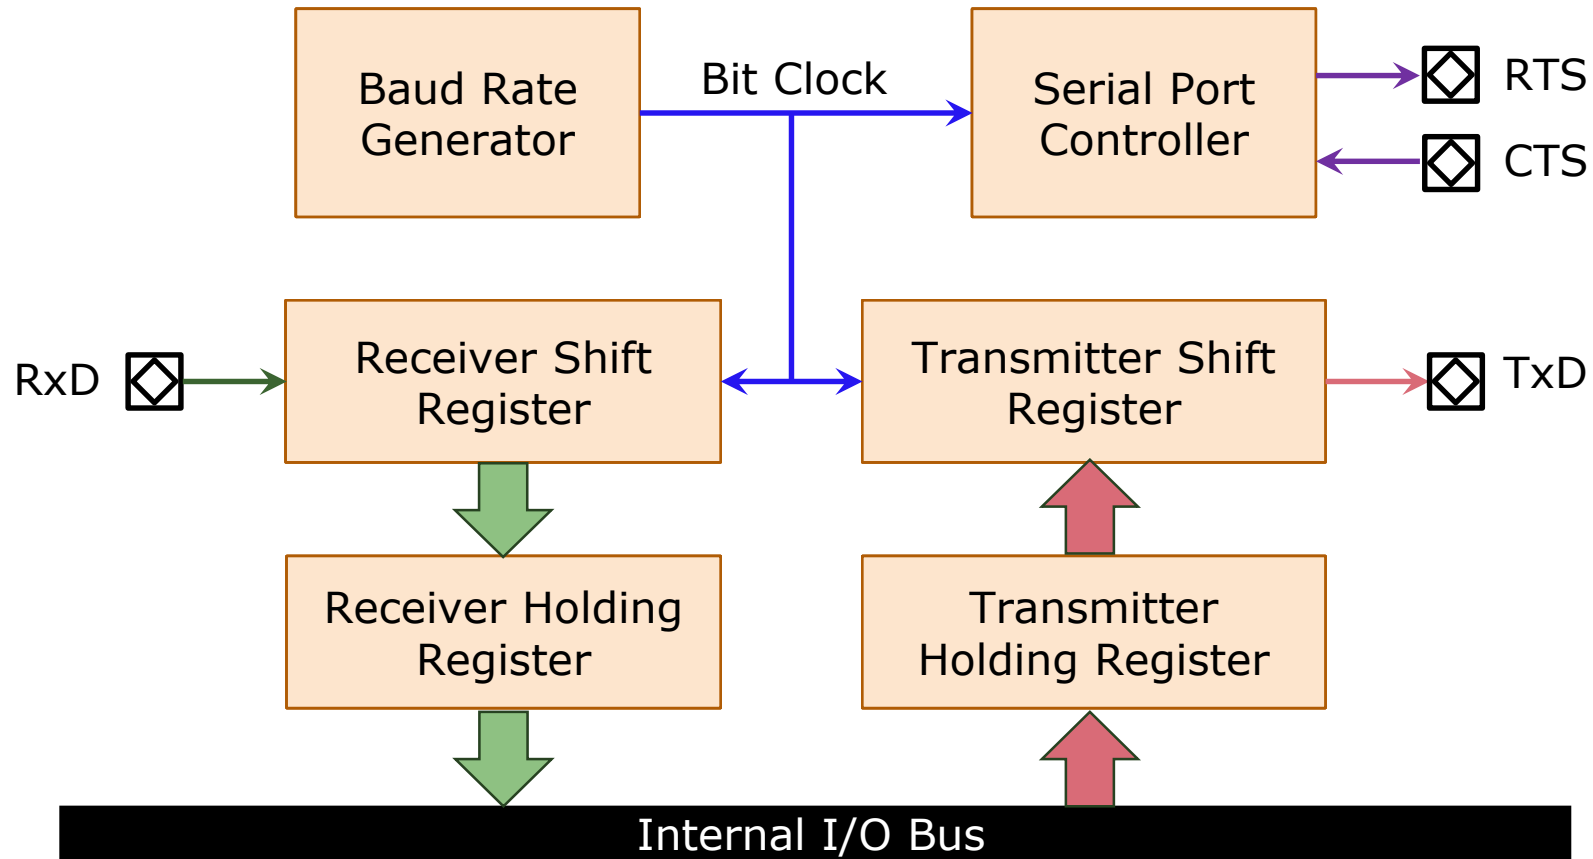 Baud Rate
Generator
Bit Clock
Serial Port
Controller
RTS
CTS
RxD
Receiver Shift
Register
Transmitter Shift
Register
TxD
Receiver Holding
Register
Transmitter
Holding Register
Internal I/O Bus